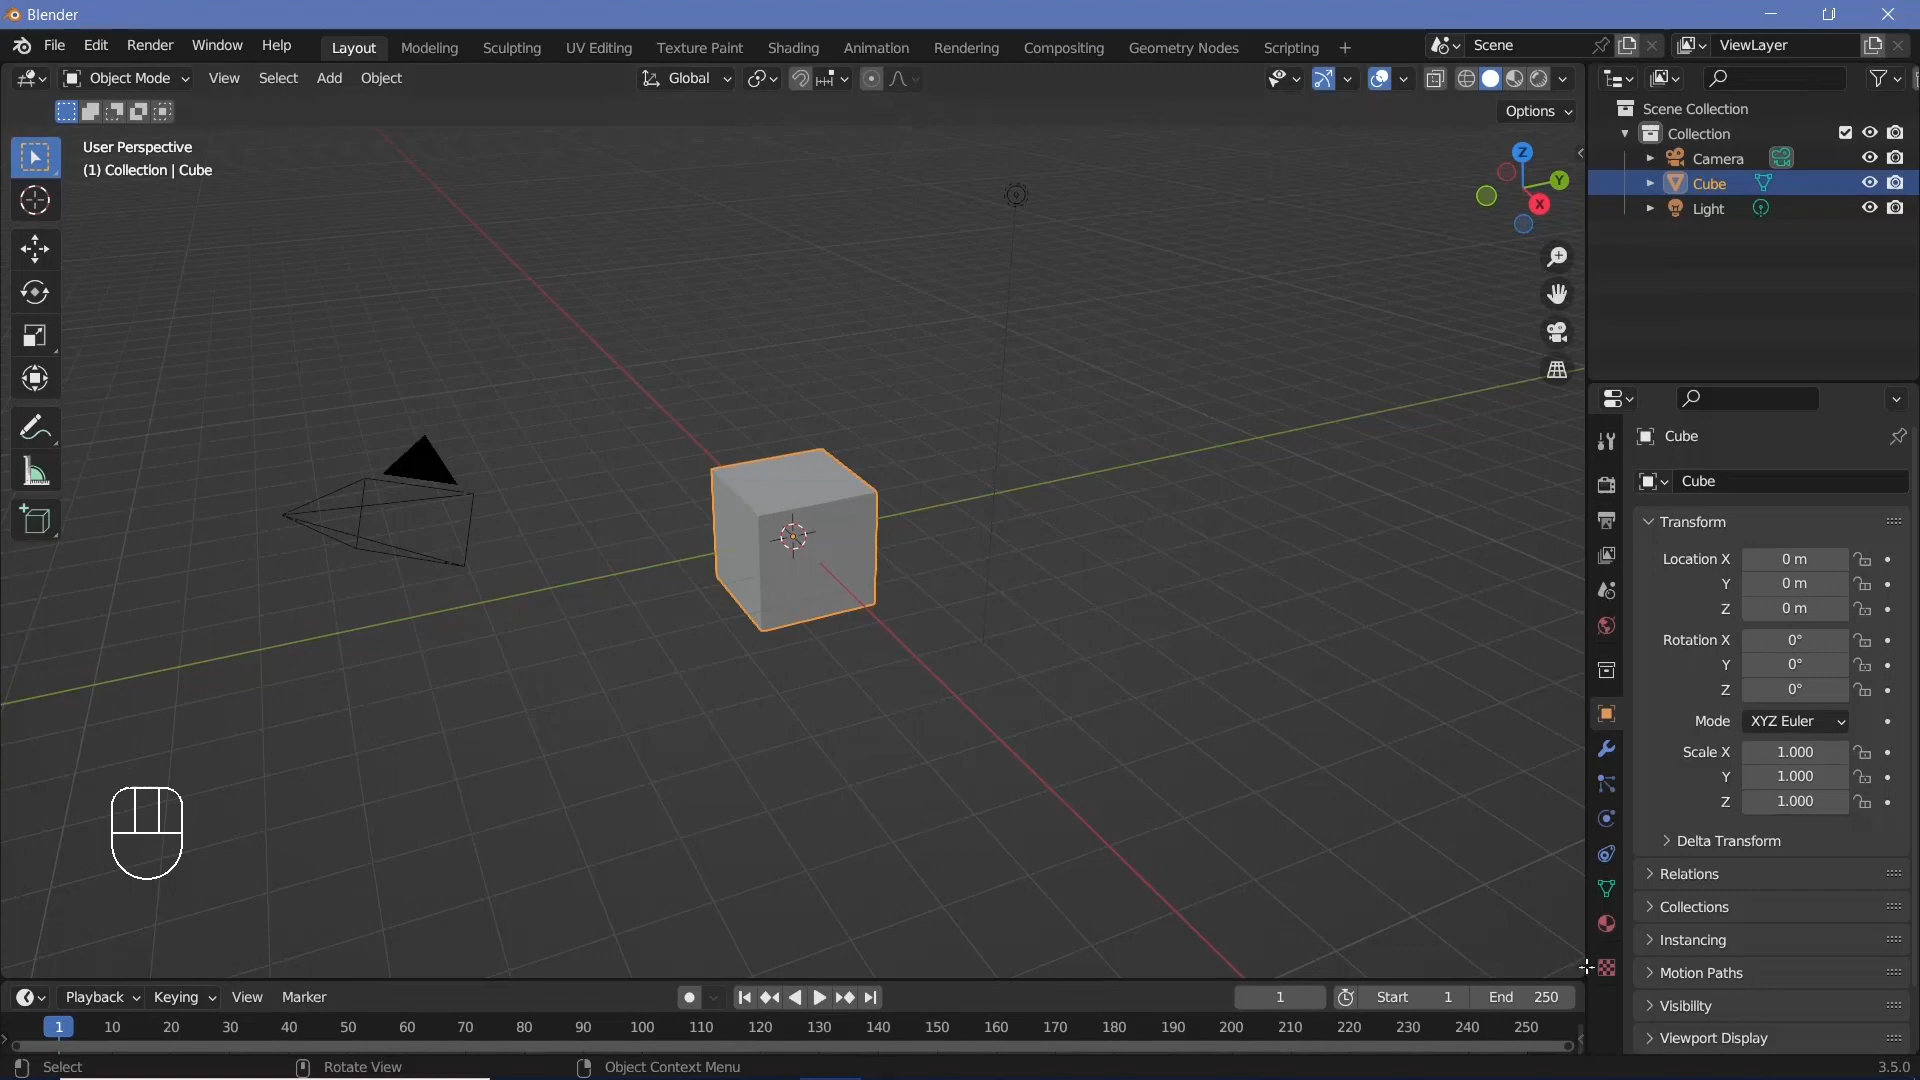 Blender
File Edit Render Window Help Layout Modeling Sculpting UV Editing Texture Paint Shading Animation Rendering Compositing Geometry Nodes Scripting + Scene ViewLayer
Object Mode View Select Add Object Global
Options
User Perspective
(1) Collection | Cube
Z
Y
X
Scene Collection
Collection
Camera
Cube
Light
Cube
Cube
Transform
Location X 0 m
Y 0 m
Z 0 m
Rotation X 0°
Y 0°
Z 0°
Mode XYZ Euler
Scale X 1.000
Y 1.000
Z 1.000
Delta Transform
Relations
Collections
Instancing
Motion Paths
Visibility
Viewport Display
Playback Keying View Marker 1 Start 1 End 250
1 10 20 30 40 50 60 70 80 90 100 110 120 130 140 150 160 170 180 190 200 210 220 230 240 250
Select Rotate View Object Context Menu 3.5.0